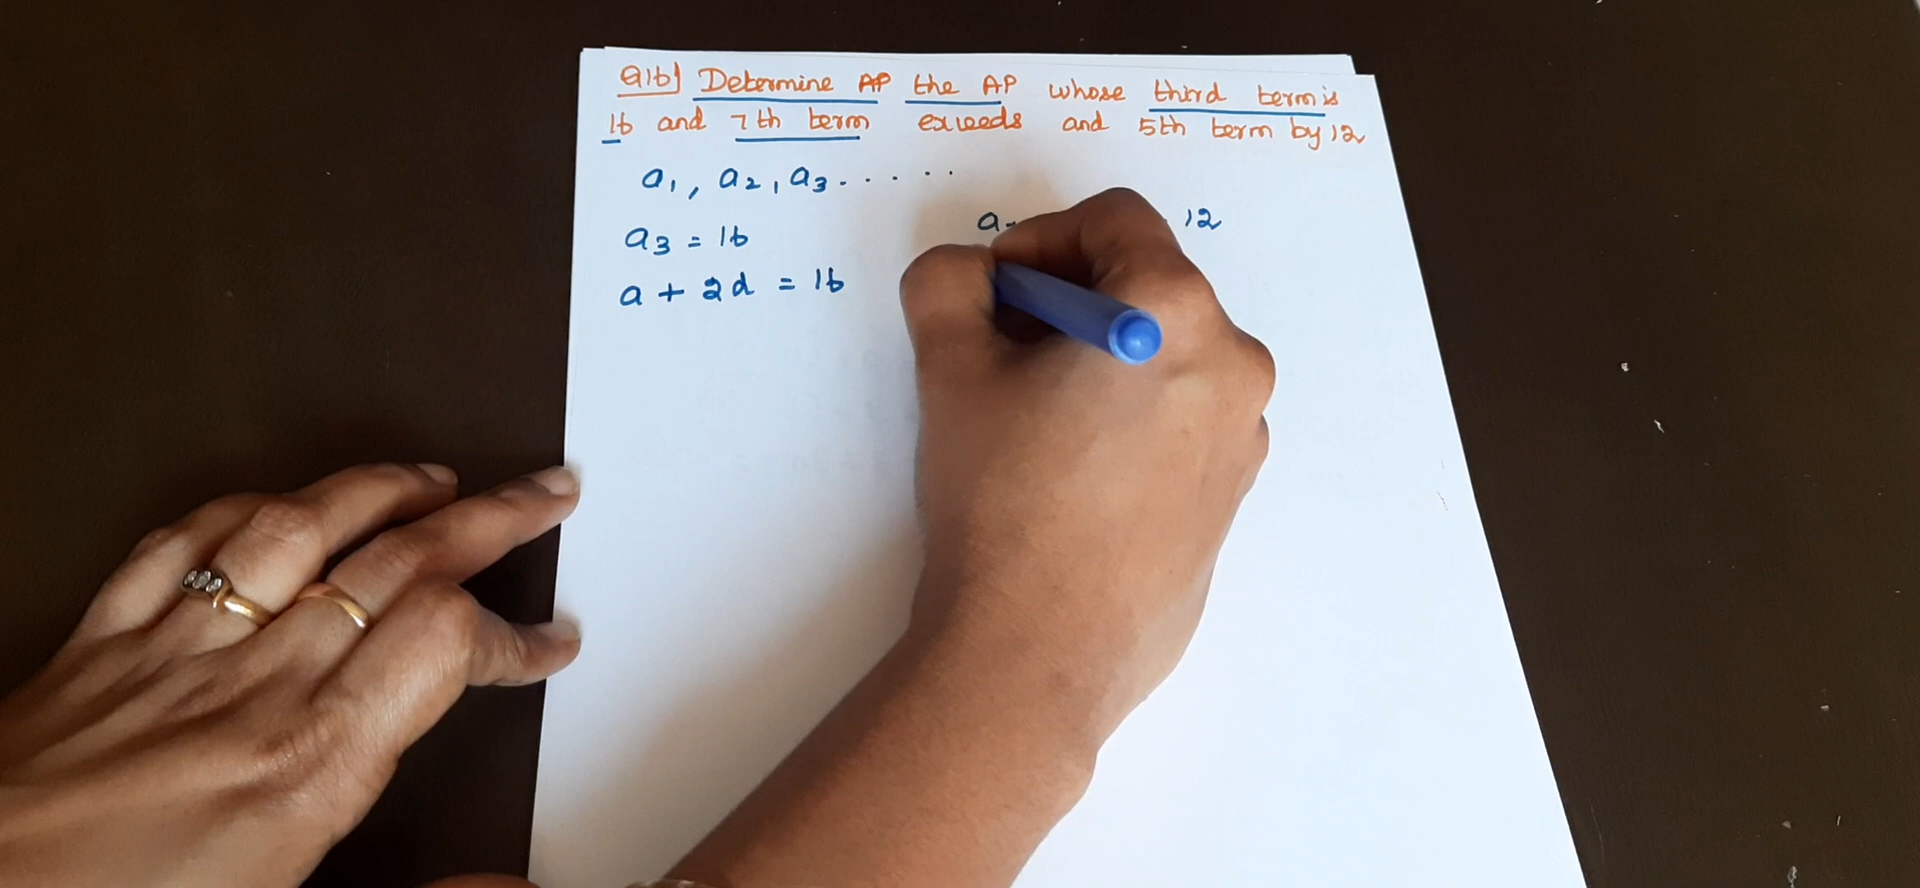 Q16) Determine AP the AP whose third term is
16 and 7th term exceeds and 5th term by 12
a1, a2, a3 . . . . . .
a3 = 16
a 12
a + 2d = 16